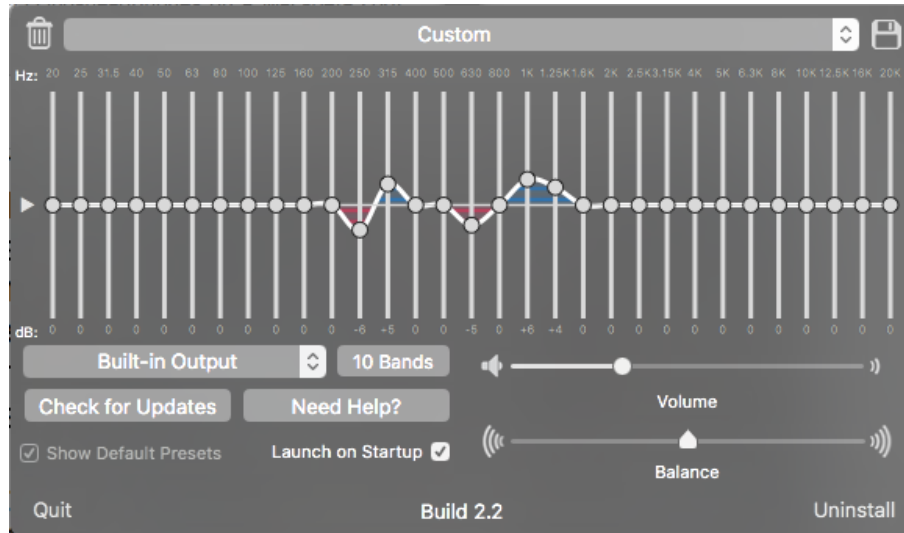 Custom
Hz: 20 25 31.5 40 50 63 80 100 125 160 200 250 315 400 500 630 800 1K 1.25K 1.6K 2K 2.5K 3.15K 4K 5K 6.3K 8K 10K 12.5K 16K 20K
dB: 0 0 0 0 0 0 0 0 0 0 0 -6 +5 0 0 -5 0 +6 +4 0 0 0 0 0 0 0 0 0 0 0 0
Built-in Output
10 Bands
Volume
Check for Updates
Need Help?
Show Default Presets
Launch on Startup
Balance
Quit
Build 2.2
Uninstall